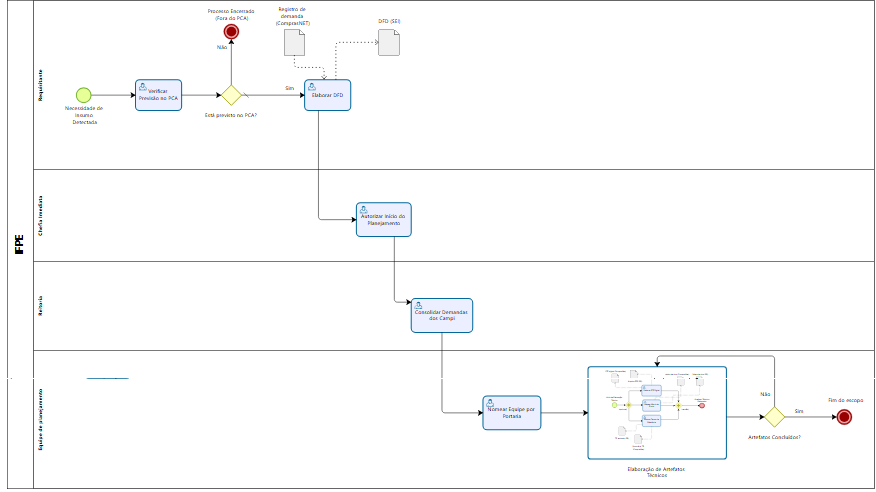 IFPE
Requisitante
Processo Encerrado
(Fora do PCA)
Não
Registro de
demanda
(ComprasNET)
DFD (SEI)
Necessidade de
Insumo
Detectada
Verificar
Previsão no PCA
Está previsto no PCA?
Sim
Elaborar DFD
Chefia Imediata
Autorizar Início do
Planejamento
Reitoria
Consolidar Demandas
dos Campi
Equipe de planejamento
Nomear Equipe por
Portaria
Elaboração de Artefatos
Técnicos
Não
Artefatos Concluídos?
Sim
Fim do escopo